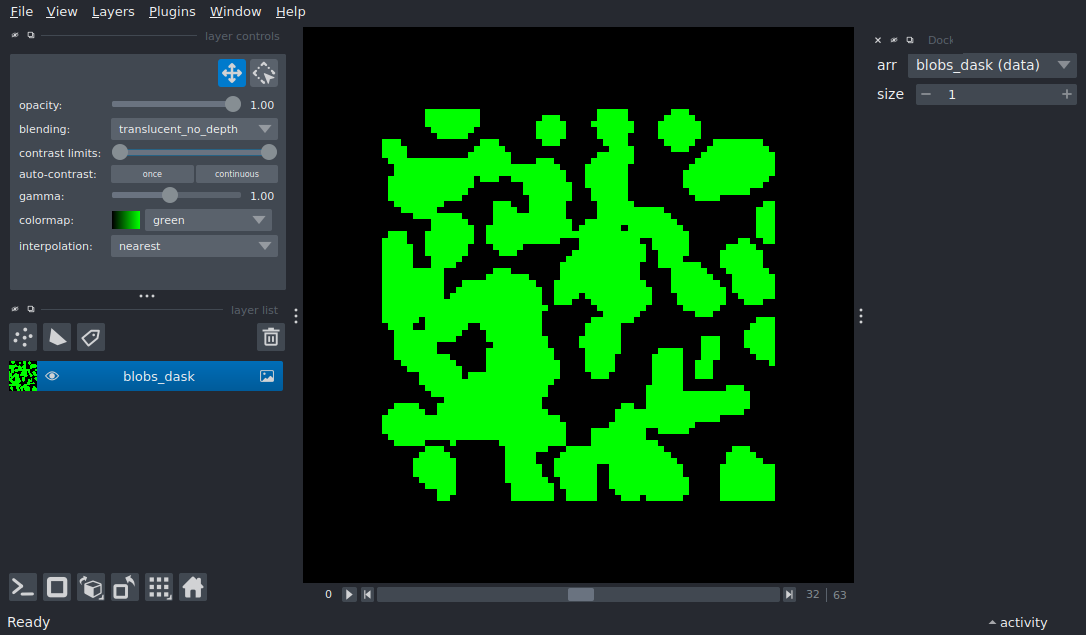 File View Layers Plugins Window Help
layer controls
opacity: 1.00
blending: translucent_no_depth
contrast limits:
auto-contrast: once continuous
gamma: 1.00
colormap: green
interpolation: nearest
layer list
blobs_dask
Dock
arr blobs_dask (data)
size 1
0 32 63
Ready
activity